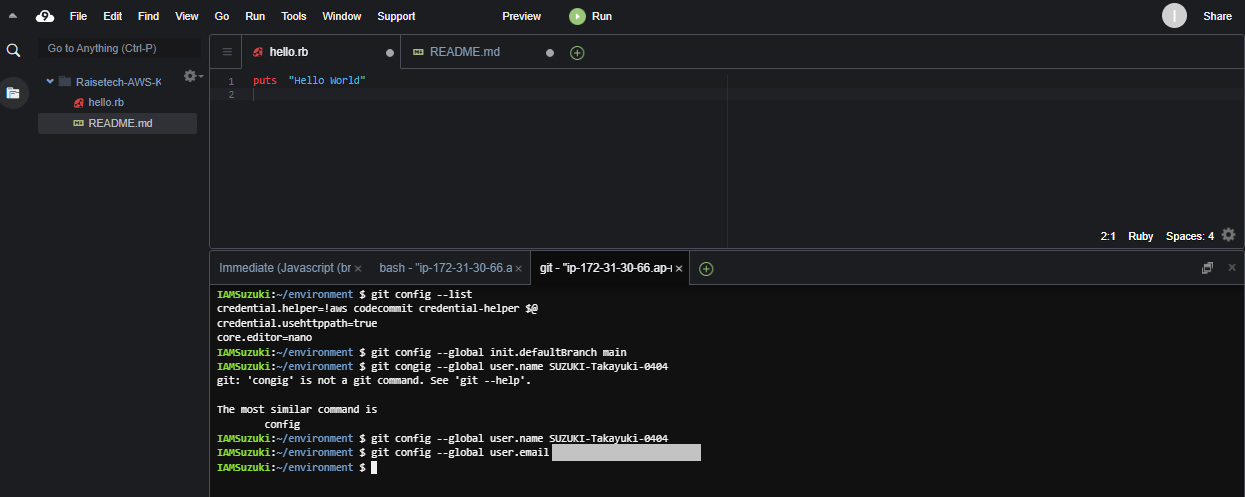 File Edit Find View Go Run Tools Window Support Preview Run I Share
Go to Anything (Ctrl-P)
hello.rb
README.md
Raisetech-AWS-K
hello.rb
README.md
1 puts "Hello World"
2
2:1 Ruby Spaces: 4
Immediate (Javascript (br
bash - "ip-172-31-30-66.a
git - "ip-172-31-30-66.ap-
IAMSuzuki:~/environment $ git config --list
credential.helper=!aws codecommit credential-helper $@
credential.usehttppath=true
core.editor=nano
IAMSuzuki:~/environment $ git config --global init.defaultBranch main
IAMSuzuki:~/environment $ git congig --global user.name SUZUKI-Takayuki-0404
git: 'congig' is not a git command. See 'git --help'.
The most similar command is
config
IAMSuzuki:~/environment $ git config --global user.name SUZUKI-Takayuki-0404
IAMSuzuki:~/environment $ git config --global user.email
IAMSuzuki:~/environment $